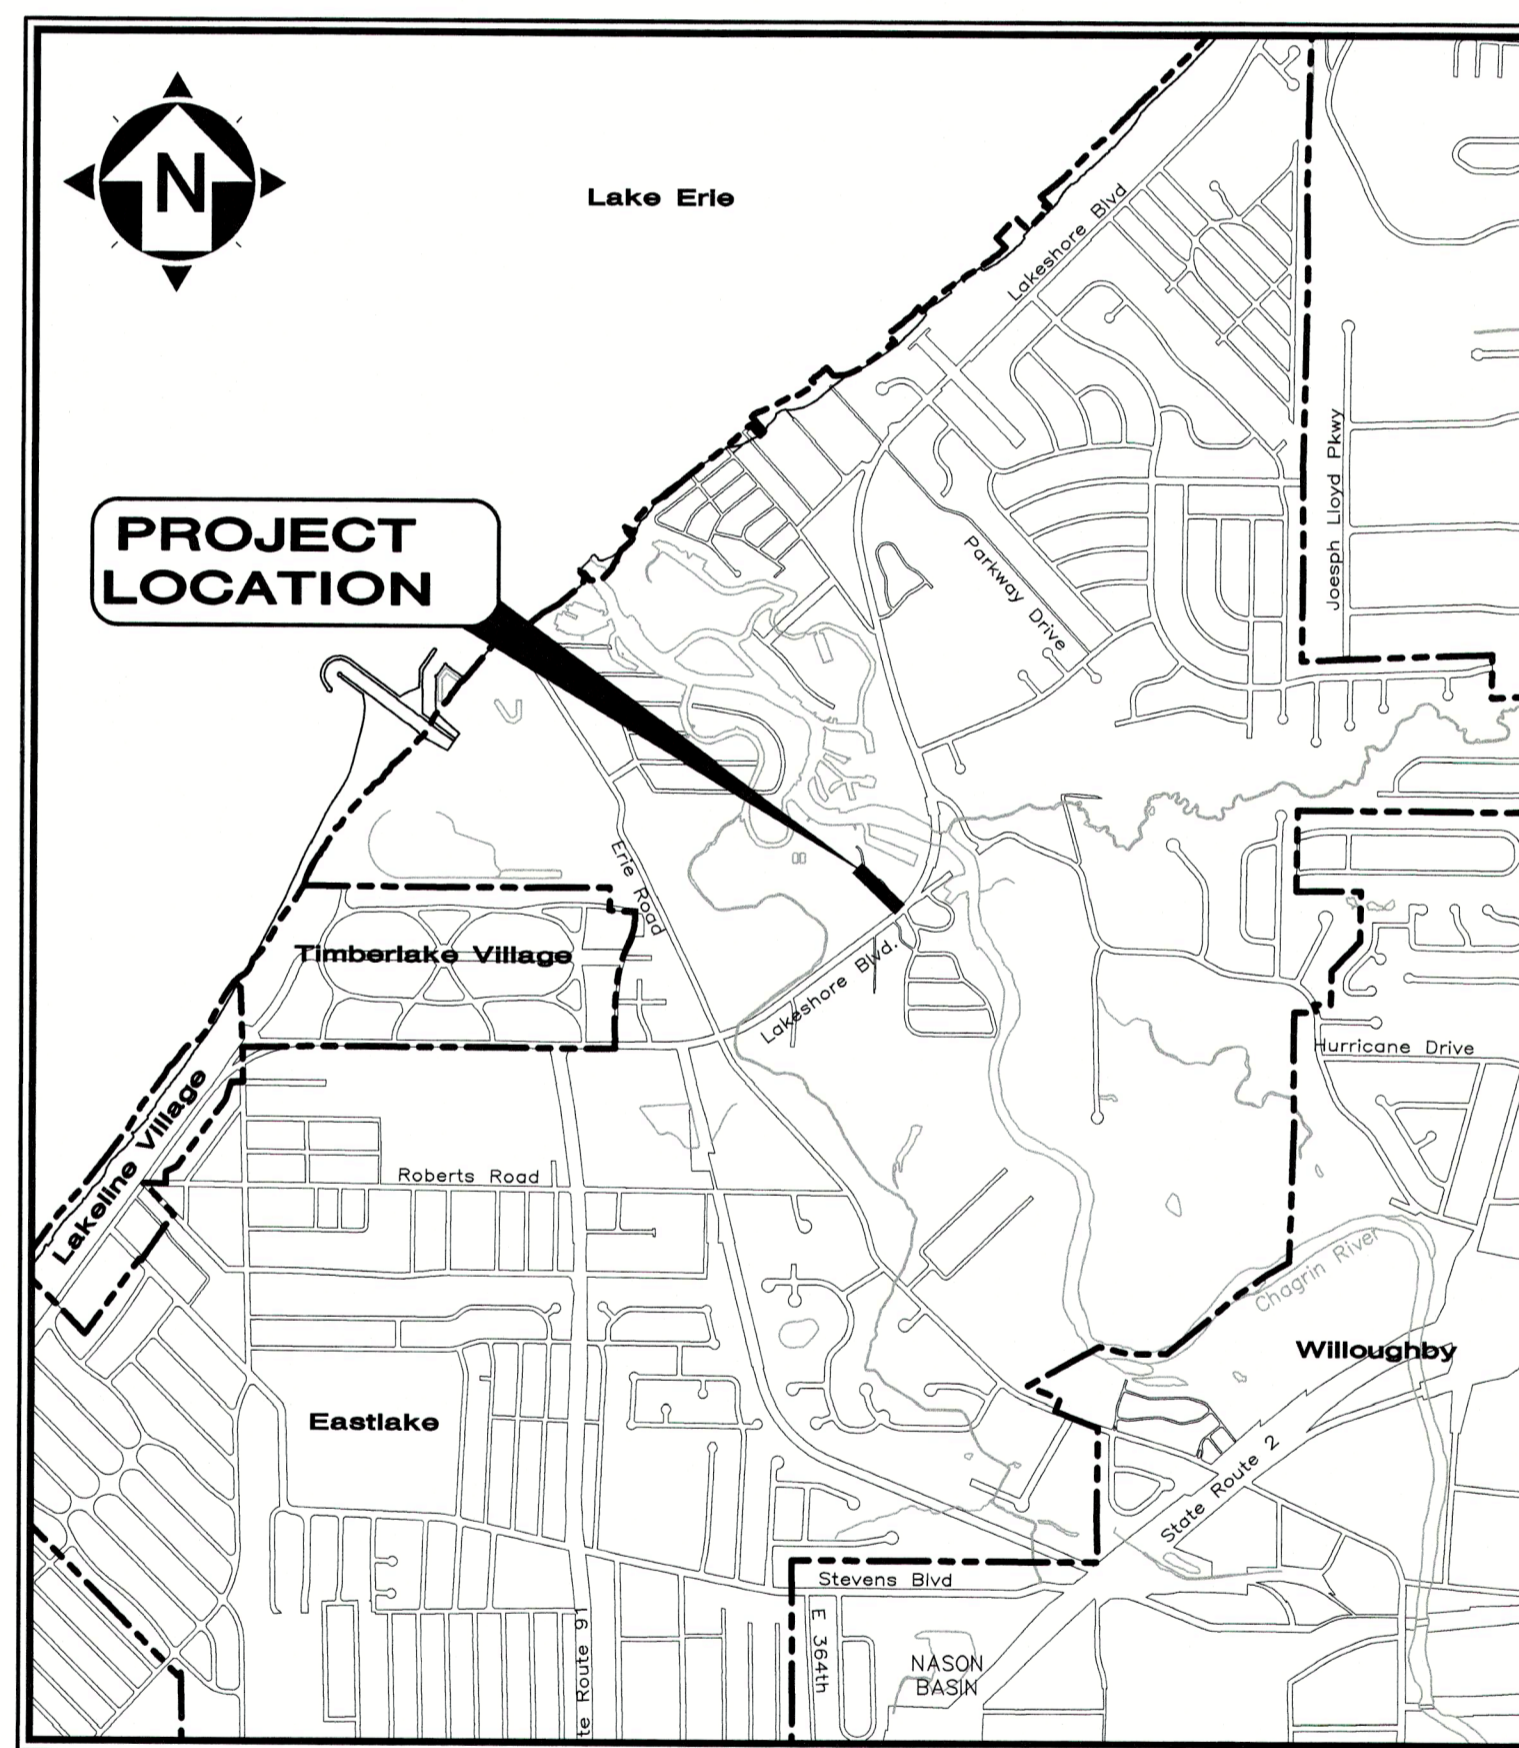 N
Lake Erie
Lakeshore Blvd
PROJECT
LOCATION
Joesph Lloyd Pkwy
Parkway Drive
Erie Road
Timberlake Village
Lakeshore Blvd.
Hurricane Drive
Lakeline Village
Roberts Road
Chagrin River
Willoughby
Eastlake
State Route 2
Stevens Blvd
E 364th
te Route 91
NASON
BASIN